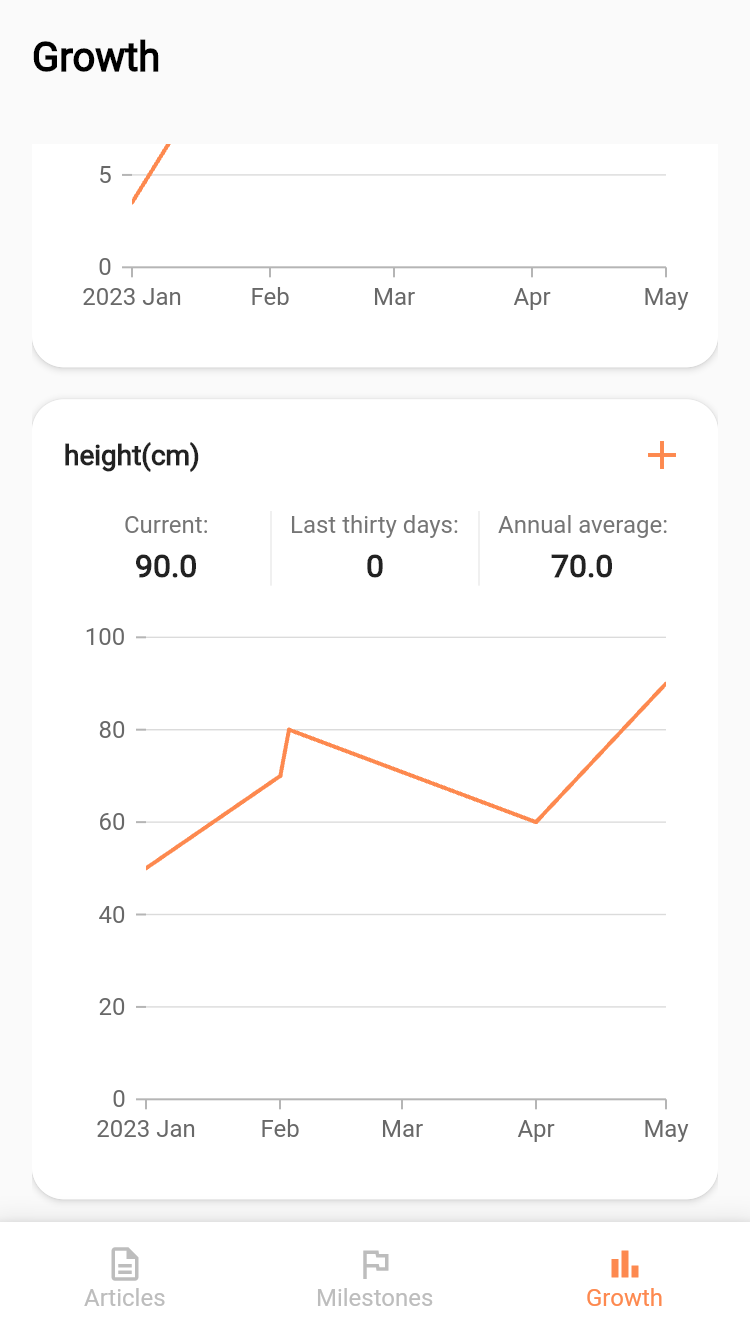 Growth
5
0
2023 Jan Feb Mar Apr May
height(cm)
Current: Last thirty days: Annual average:
90.0 0 70.0
100
80
60
40
20
0
2023 Jan Feb Mar Apr May
Articles Milestones Growth